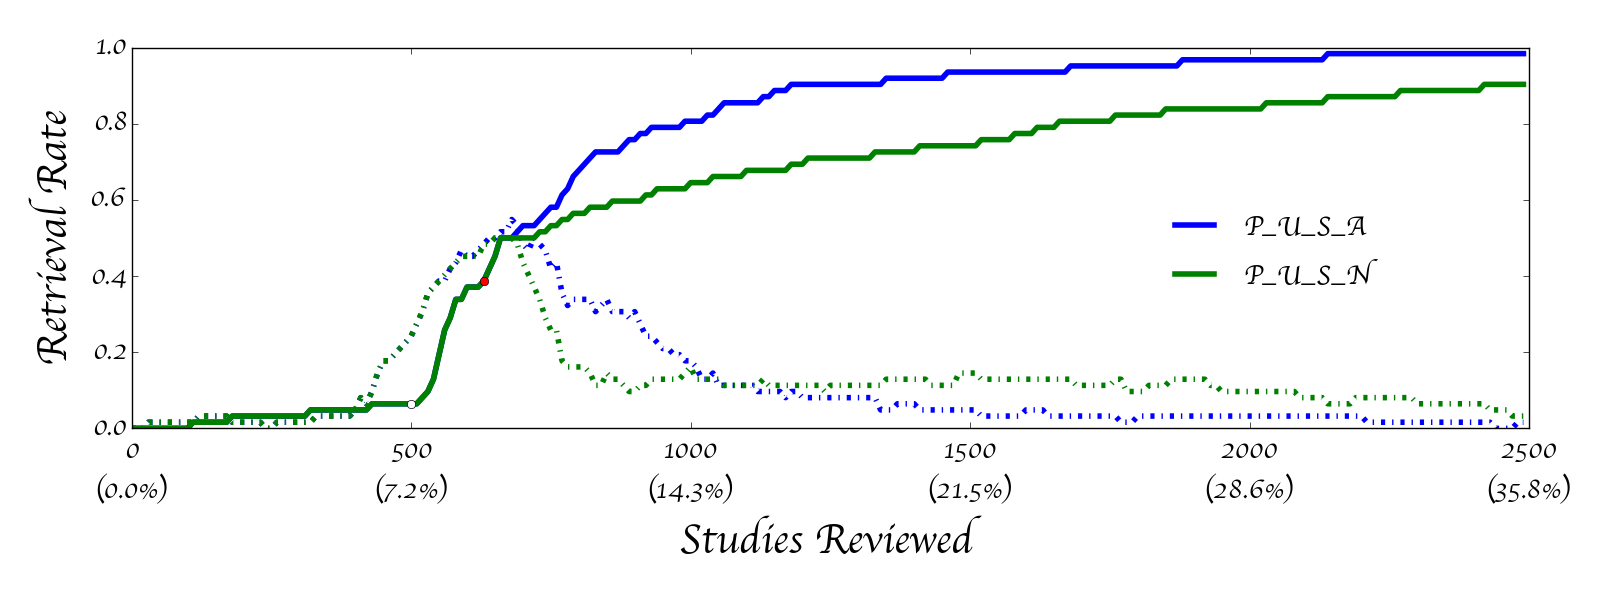 1.0
0.8
0.6
0.4
0.2
0.0
Retrieval Rate
P_U_S_A
P_U_S_N
0 500 1000 1500 2000 2500
(0.0%) (7.2%) (14.3%) (21.5%) (28.6%) (35.8%)
Studies Reviewed